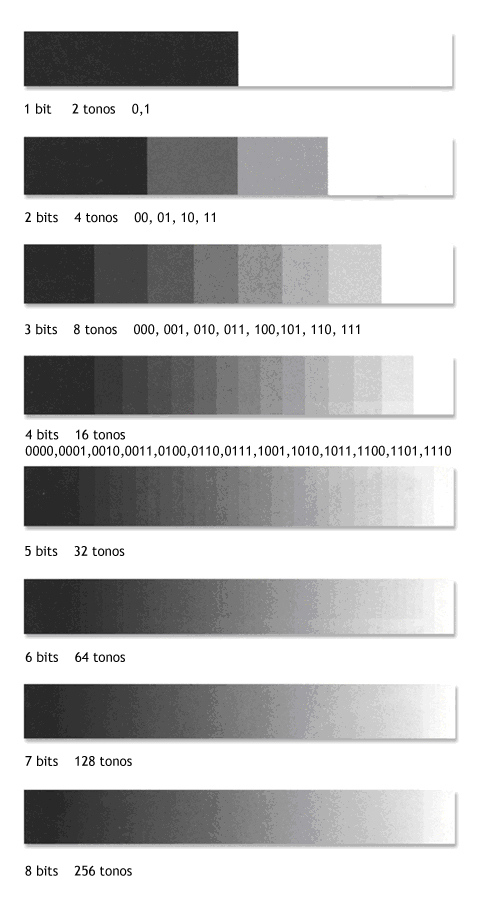 1 bit 2 tonos 0,1
2 bits 4 tonos 00, 01, 10, 11
3 bits 8 tonos 000, 001, 010, 011, 100,101, 110, 111
4 bits 16 tonos
0000,0001,0010,0011,0100,0110,0111,1001,1010,1011,1100,1101,1110
5 bits 32 tonos
6 bits 64 tonos
7 bits 128 tonos
8 bits 256 tonos